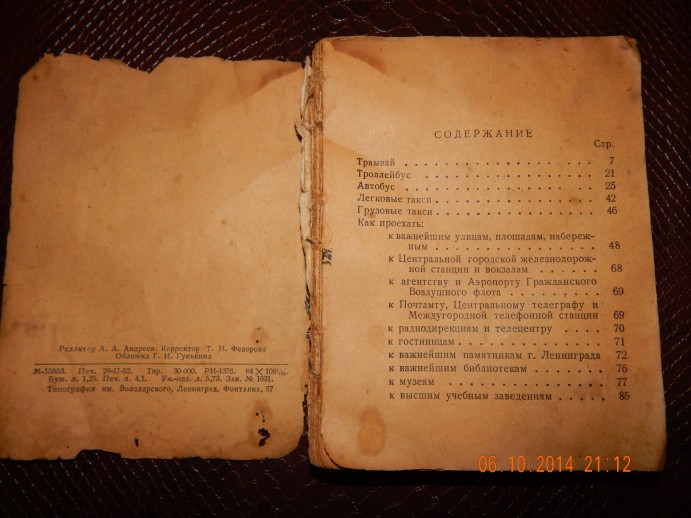 Редактор А. А. Андреев. Корректор Т. И. Федорова
Обложка Г. И. Гунькина
М-15853. Печ. 28-II-52. Тир. 30 000. РИ-1376. 84 × 108¹/₃₂
Бум. л. 1,25. Печ. л. 4,1. Уч.-изд. л. 5,73. Зак. № 1631.
Типография им. Володарского, Ленинград, Фонтанка, 57
СОДЕРЖАНИЕ
Стр.
Трамвай . . . . . . . . . . . . . . . . 7
Троллейбус . . . . . . . . . . . . . . 21
Автобус . . . . . . . . . . . . . . . . 25
Легковые такси . . . . . . . . . . . . 42
Грузовые такси . . . . . . . . . . . . 46
Как проехать:
к важнейшим улицам, площадям, набереж-
ным . . . . . . . . . . . . . . . . 48
к Центральной городской железнодорож-
ной станции и вокзалам . . . . . . 68
к агентству и Аэропорту Гражданского
Воздушного флота . . . . . . . . . 69
к Почтамту, Центральному телеграфу и
Междугородной телефонной станции 69
к радиодирекциям и телецентру . . . . 70
к гостиницам . . . . . . . . . . . . . 71
к важнейшим памятникам г. Ленинграда 72
к важнейшим библиотекам . . . . . . . 76
к музеям . . . . . . . . . . . . . . . 77
к высшим учебным заведениям . . . . . 85
06.10.2014 21:12